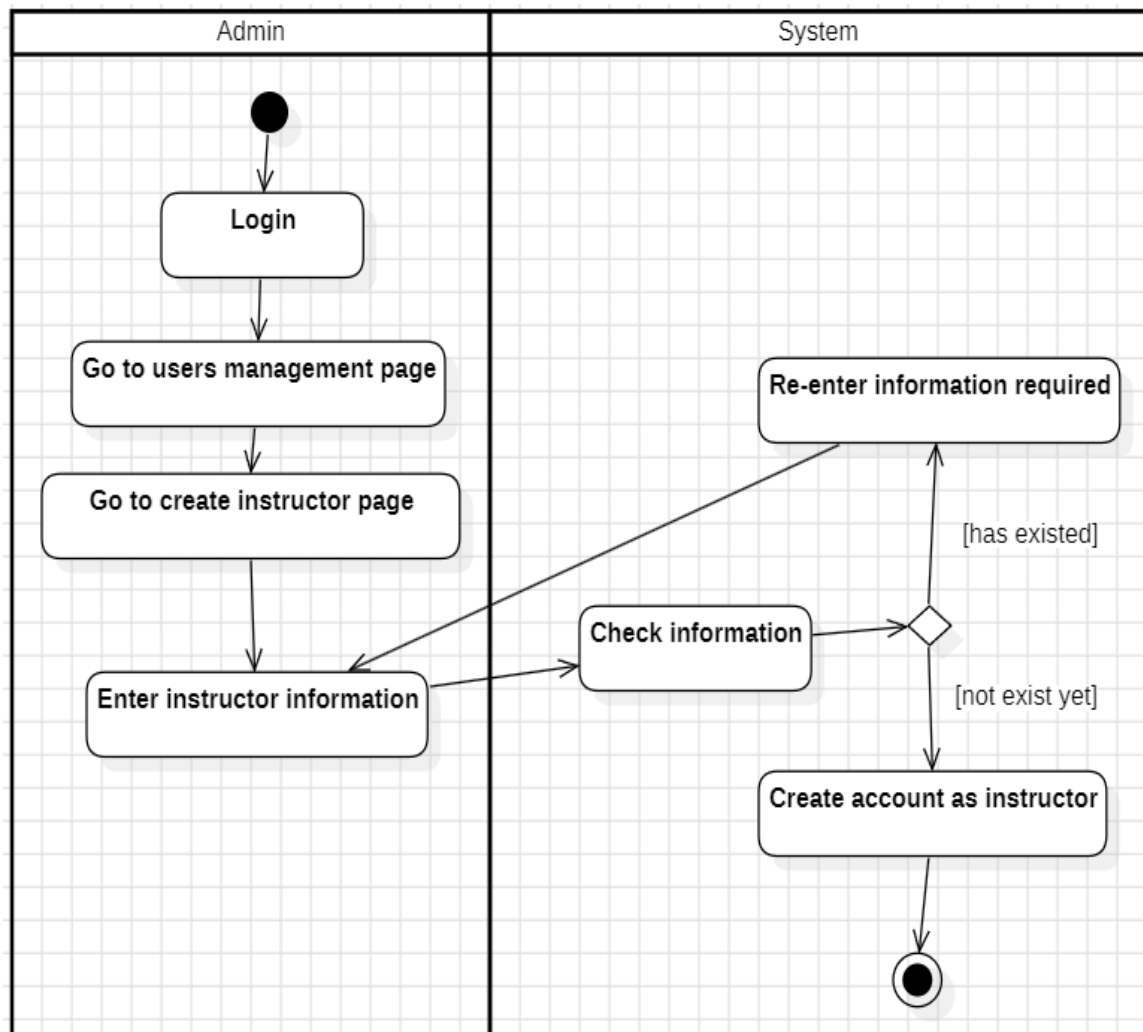 Admin
System
Login
Go to users management page
Re-enter information required
Go to create instructor page
[has existed]
Check information
Enter instructor information
[not exist yet]
Create account as instructor